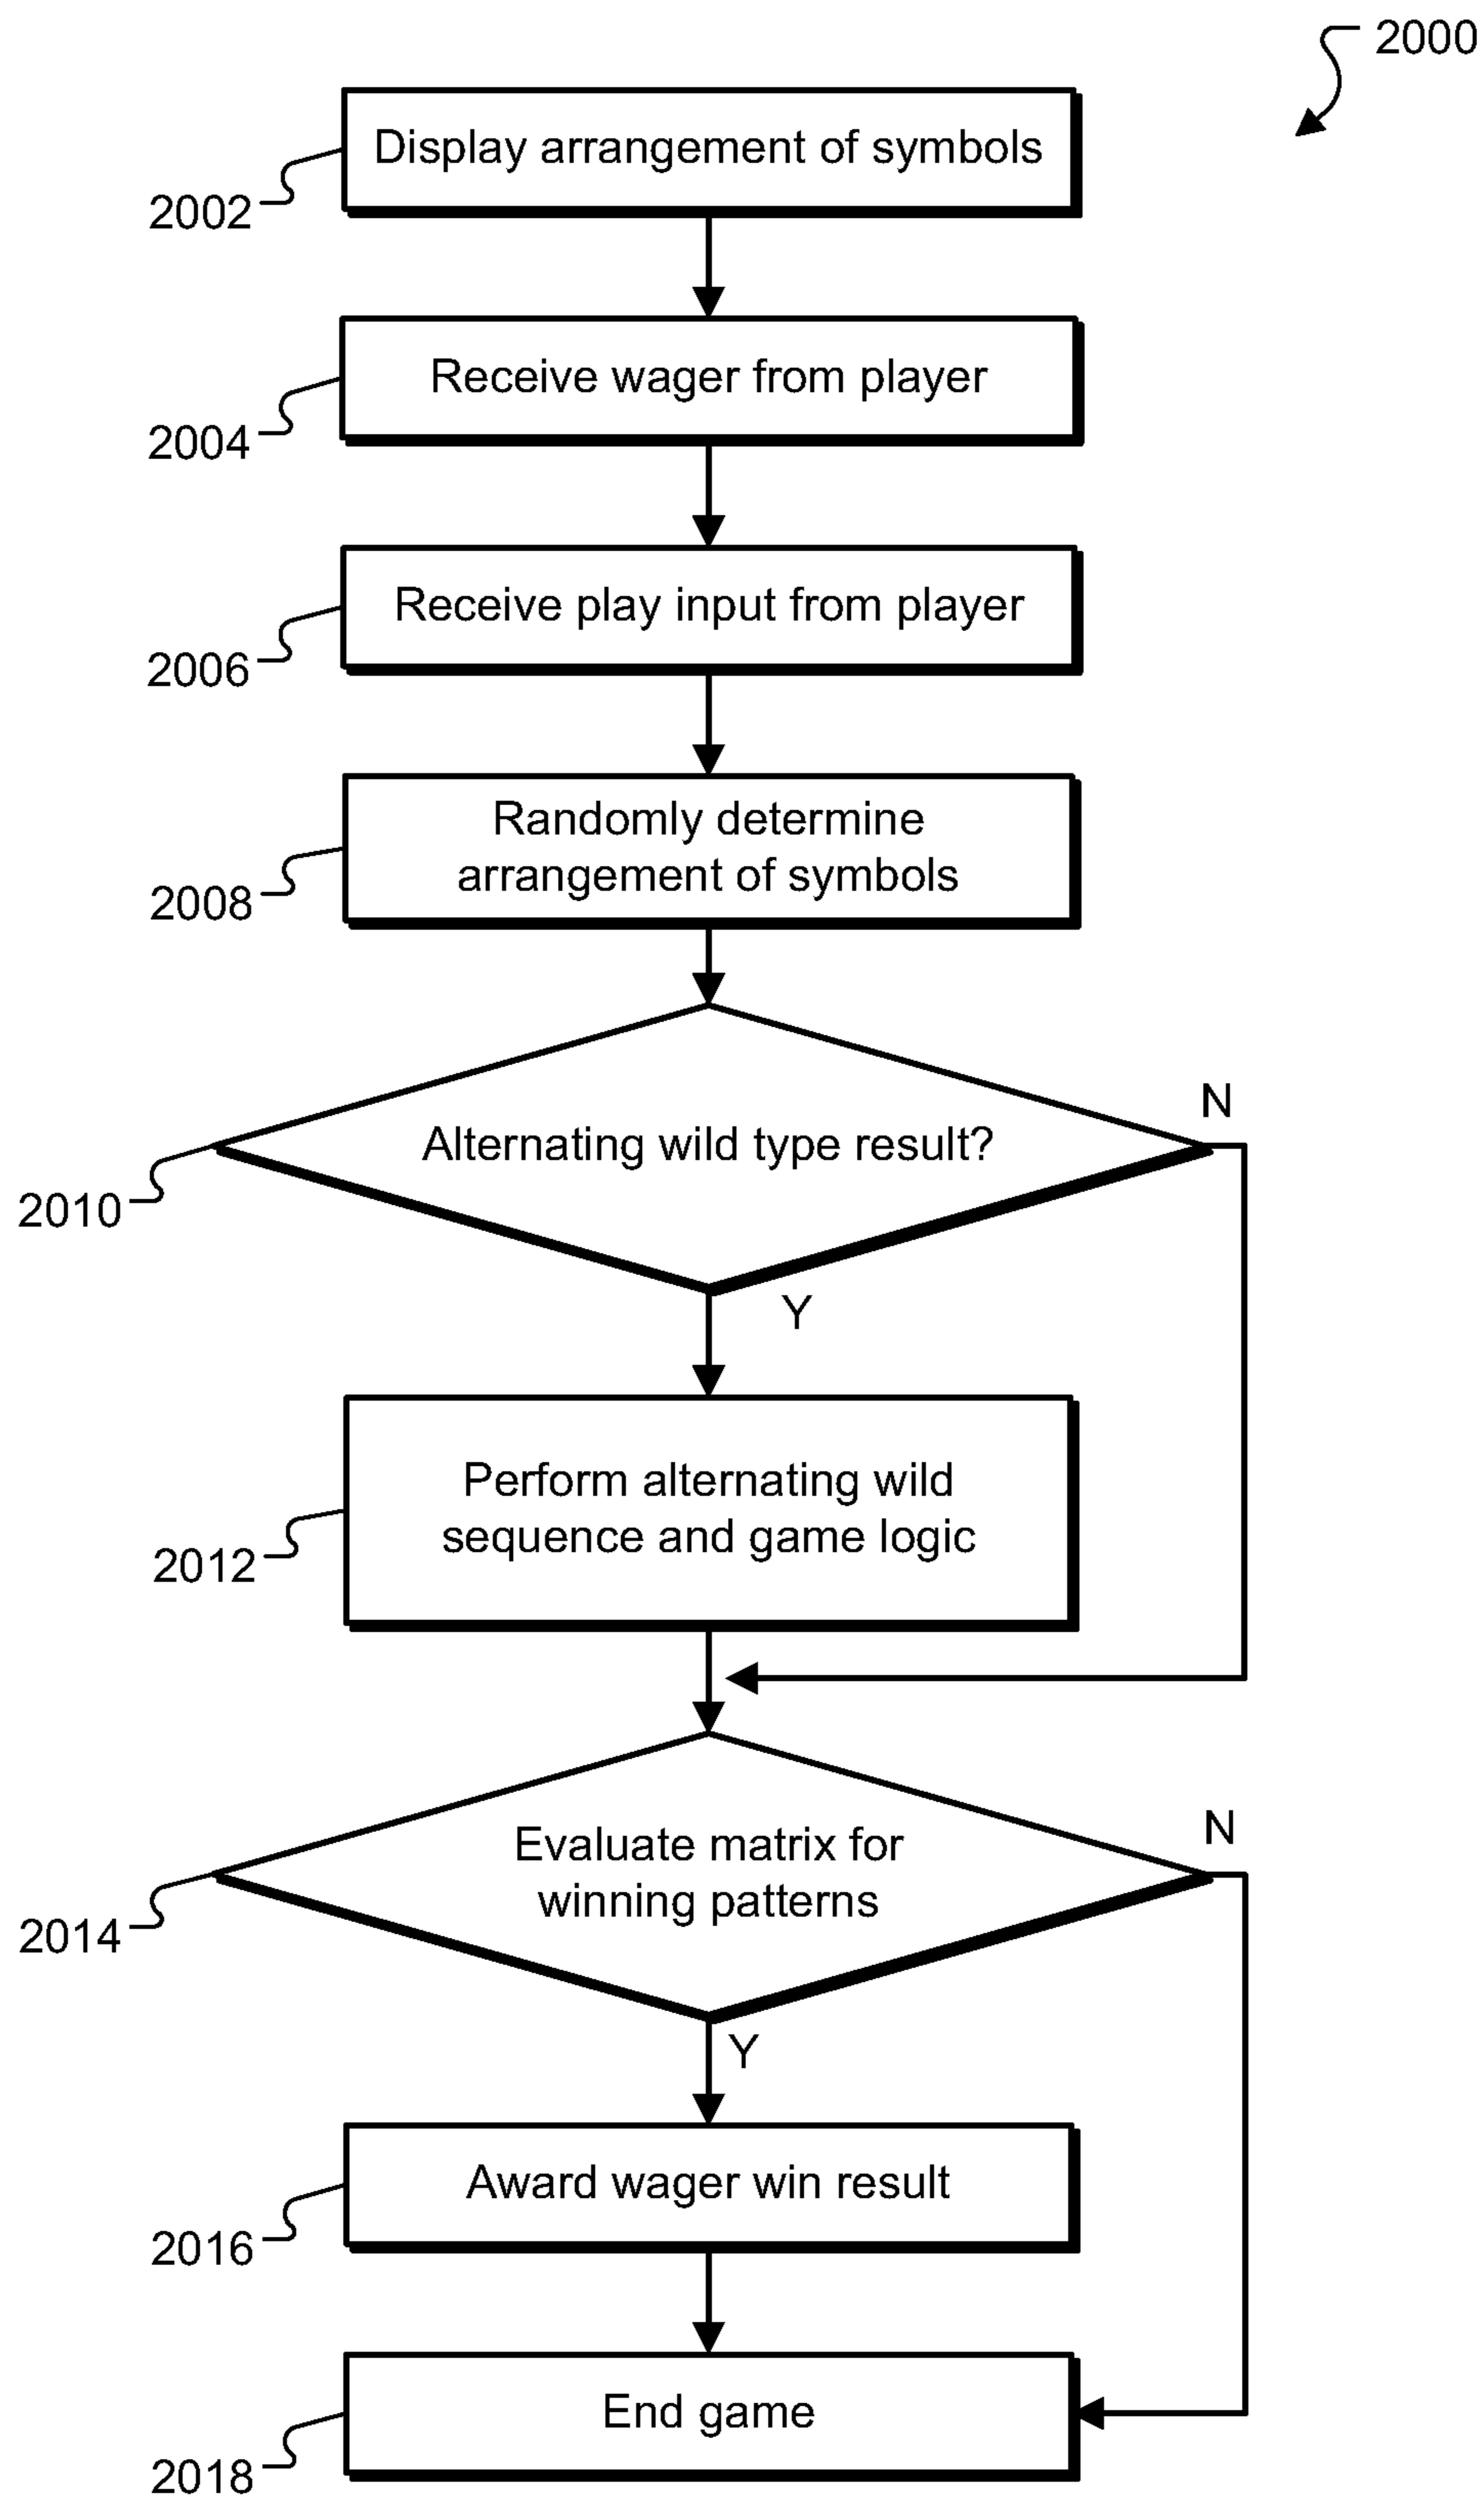 2000
Display arrangement of symbols
2002
Receive wager from player
2004
Receive play input from player
2006
Randomly determine
arrangement of symbols
2008
N
Alternating wild type result?
2010
Y
Perform alternating wild
sequence and game logic
2012
N
Evaluate matrix for
winning patterns
2014
Y
Award wager win result
2016
End game
2018